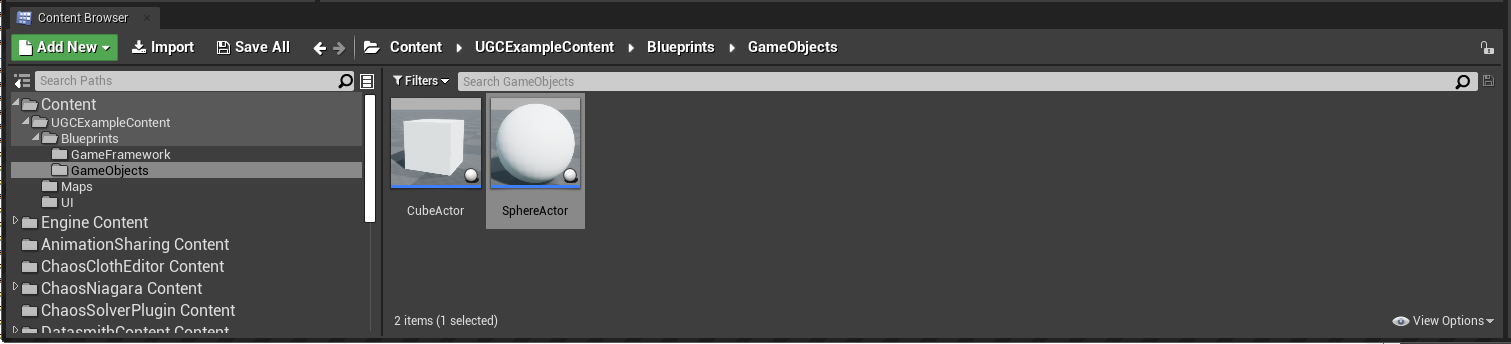 Content Browser
Add New Import Save All Content UGCExampleContent Blueprints GameObjects
Search Paths
Filters Search GameObjects
Content
UGCExampleContent
Blueprints
GameFramework
GameObjects
Maps
UI
Engine Content
AnimationSharing Content
ChaosClothEditor Content
ChaosNiagara Content
ChaosSolverPlugin Content
DatasmithContent Content
CubeActor SphereActor
2 items (1 selected)
View Options